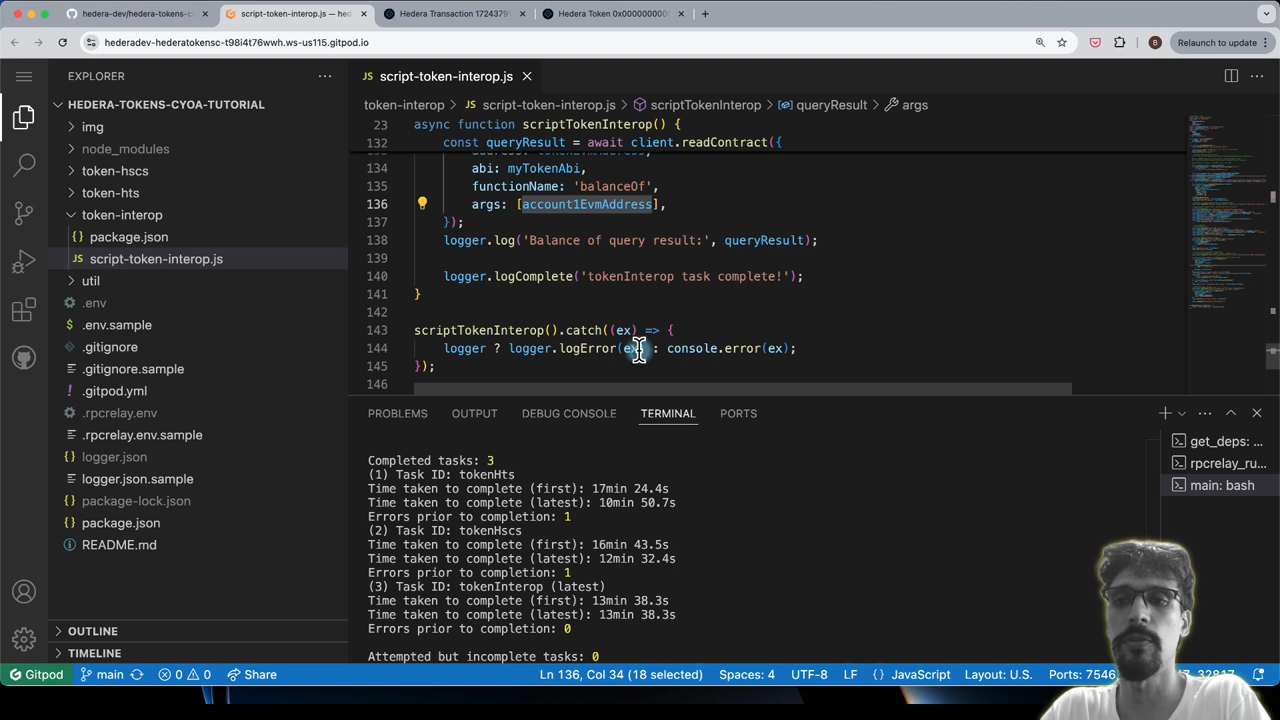 hedera-dev/hedera-tokens-c
script-token-interop.js — hed
Hedera Transaction 1724379
Hedera Token 0x000000000
hederadev-hederatokensc-t98i4t76wwh.ws-us115.gitpod.io
B
Relaunch to update
EXPLORER
HEDERA-TOKENS-CYOA-TUTORIAL
img
node_modules
token-hscs
token-hts
token-interop
package.json
script-token-interop.js
util
.env
.env.sample
.gitignore
.gitignore.sample
.gitpod.yml
.rpcrelay.env
.rpcrelay.env.sample
logger.json
logger.json.sample
package-lock.json
package.json
README.md
OUTLINE
TIMELINE
script-token-interop.js
token-interop > script-token-interop.js > scriptTokenInterop > queryResult > args
23 async function scriptTokenInterop() {
132 const queryResult = await client.readContract({
134 abi: myTokenAbi,
135 functionName: 'balanceOf',
136 args: [account1EvmAddress],
137 });
138 logger.log('Balance of query result:', queryResult);
139
140 logger.logComplete('tokenInterop task complete!');
141 }
142
143 scriptTokenInterop().catch((ex) => {
144 logger ? logger.logError(ex) : console.error(ex);
145 });
146
PROBLEMS OUTPUT DEBUG CONSOLE TERMINAL PORTS
Completed tasks: 3
(1) Task ID: tokenHts
Time taken to complete (first): 17min 24.4s
Time taken to complete (latest): 10min 50.7s
Errors prior to completion: 1
(2) Task ID: tokenHscs
Time taken to complete (first): 16min 43.5s
Time taken to complete (latest): 12min 32.4s
Errors prior to completion: 1
(3) Task ID: tokenInterop (latest)
Time taken to complete (first): 13min 38.3s
Time taken to complete (latest): 13min 38.3s
Errors prior to completion: 0
Attempted but incomplete tasks: 0
get_deps: ...
rpcrelay_ru...
main: bash
Gitpod main 0 0 Share Ln 136, Col 34 (18 selected) Spaces: 4 UTF-8 LF JavaScript Layout: U.S. Ports: 7546 32817